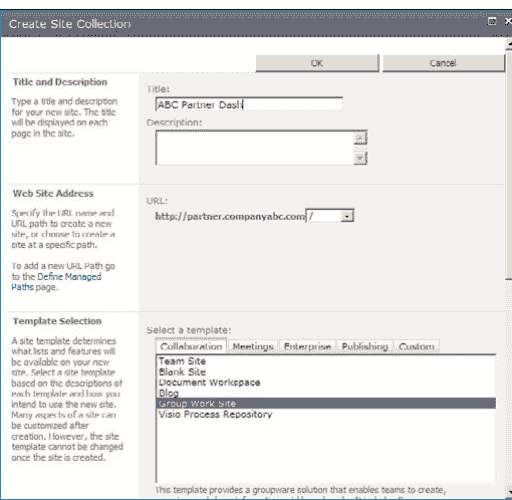 Create Site Collection
OK
Cancel
Title and Description
Type a title and description
for your new site. The title
will be displayed on each
page in the site.
Title:
ABC Partner Dash
Description:
Web Site Address
Specify the URL name and
URL path to create a new
site, or choose to create a
site at a specific path.
To add a new URL Path go
to the Define Managed
Paths page.
URL:
http://partner.companyabc.com /
Template Selection
A site template determines
what lists and features will
be available on your new
site. Select a site template
based on the descriptions of
each template and how you
intend to use the new site.
Many aspects of a site can
be customized after
creation. However, the site
template cannot be changed
once the site is created.
Select a template:
Collaboration Meetings Enterprise Publishing Custom
Team Site
Blank Site
Document Workspace
Blog
Group Work Site
Visio Process Repository
This template provides a groupware solution that enables teams to create,